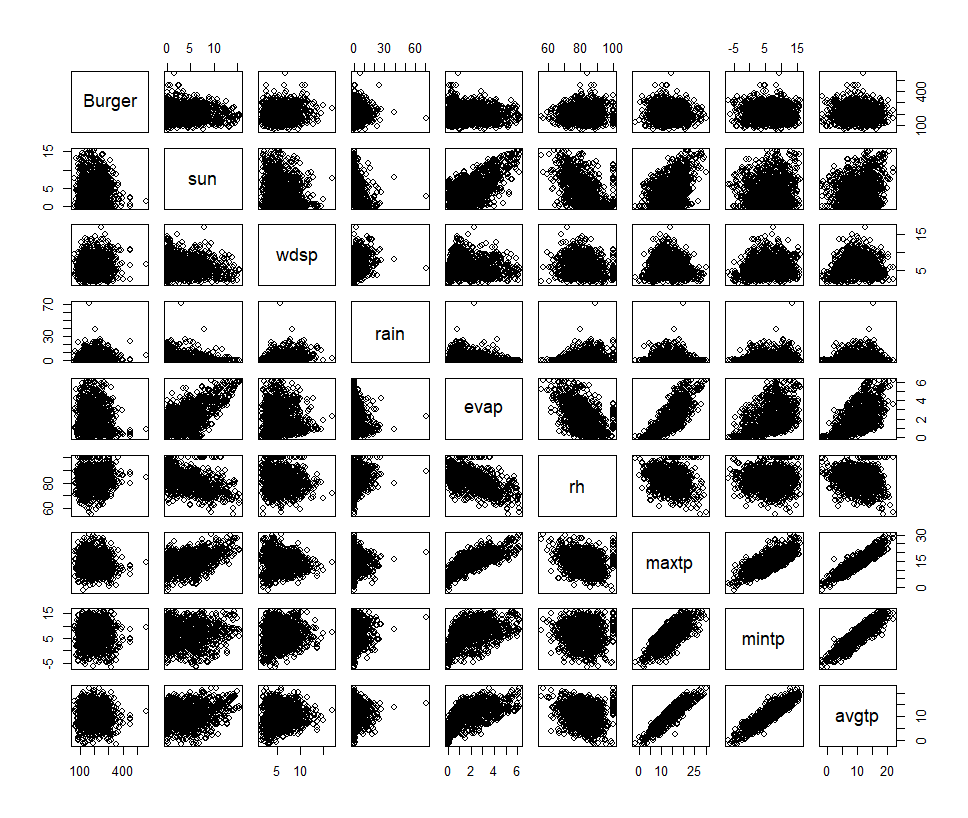 0 5 10 0 30 60 60 80 100 -5 5 15
Burger 100 400
0 5 15 sun
wdsp 5 15
0 30 70 rain
evap 0 2 4 6
60 80 rh
maxtp 0 10 20 30
-5 5 15 mintp
avgtp 0 10
100 400 5 10 0 2 4 6 0 10 25 0 10 20